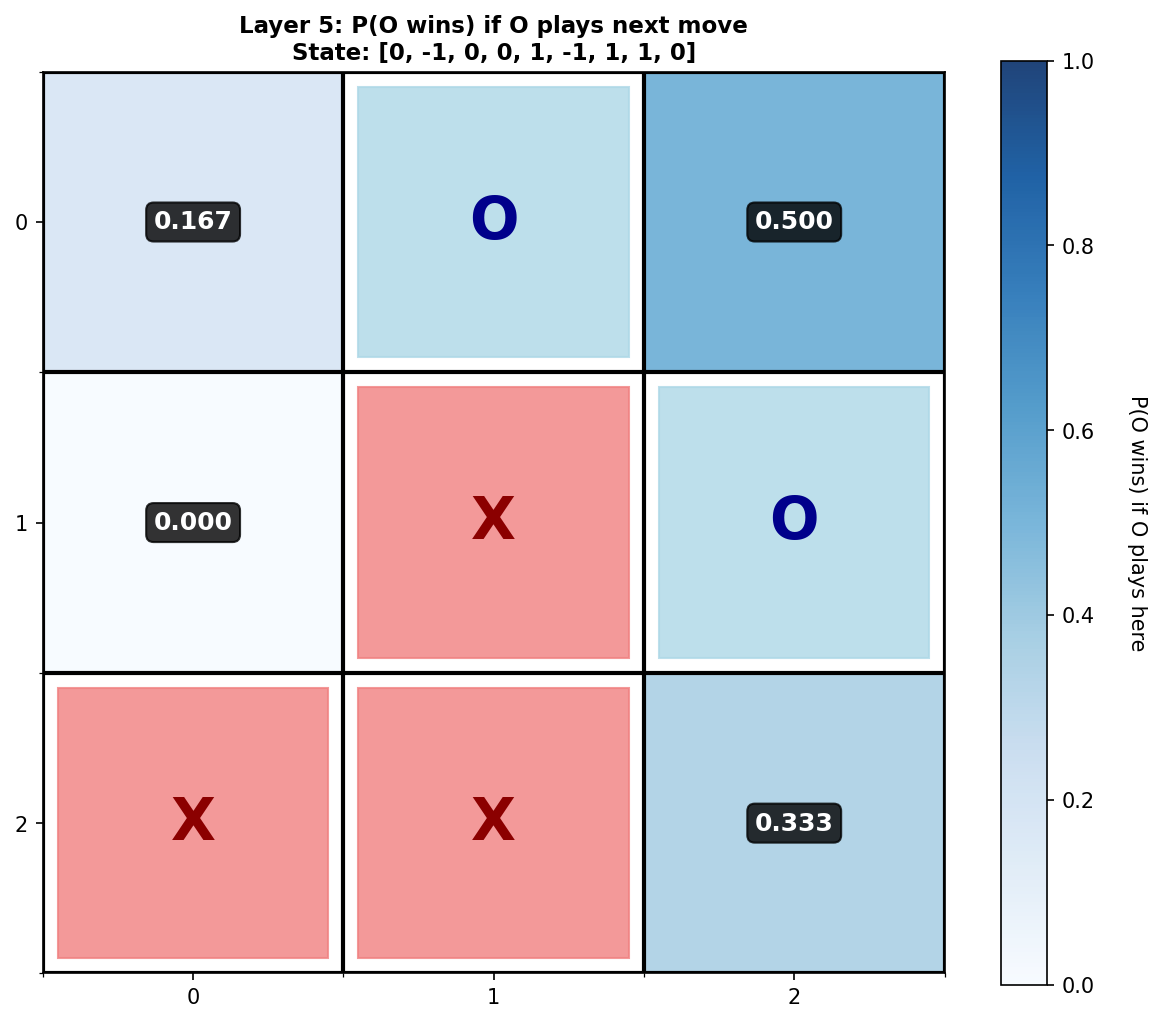 Layer 5: P(O wins) if O plays next move
State: [0, -1, 0, 0, 1, -1, 1, 1, 0]
0.167
O
0.500
0.000
X
O
X
X
0.333
0
1
2
0
1
2
1.0
0.8
0.6
0.4
0.2
0.0
P(O wins) if O plays here